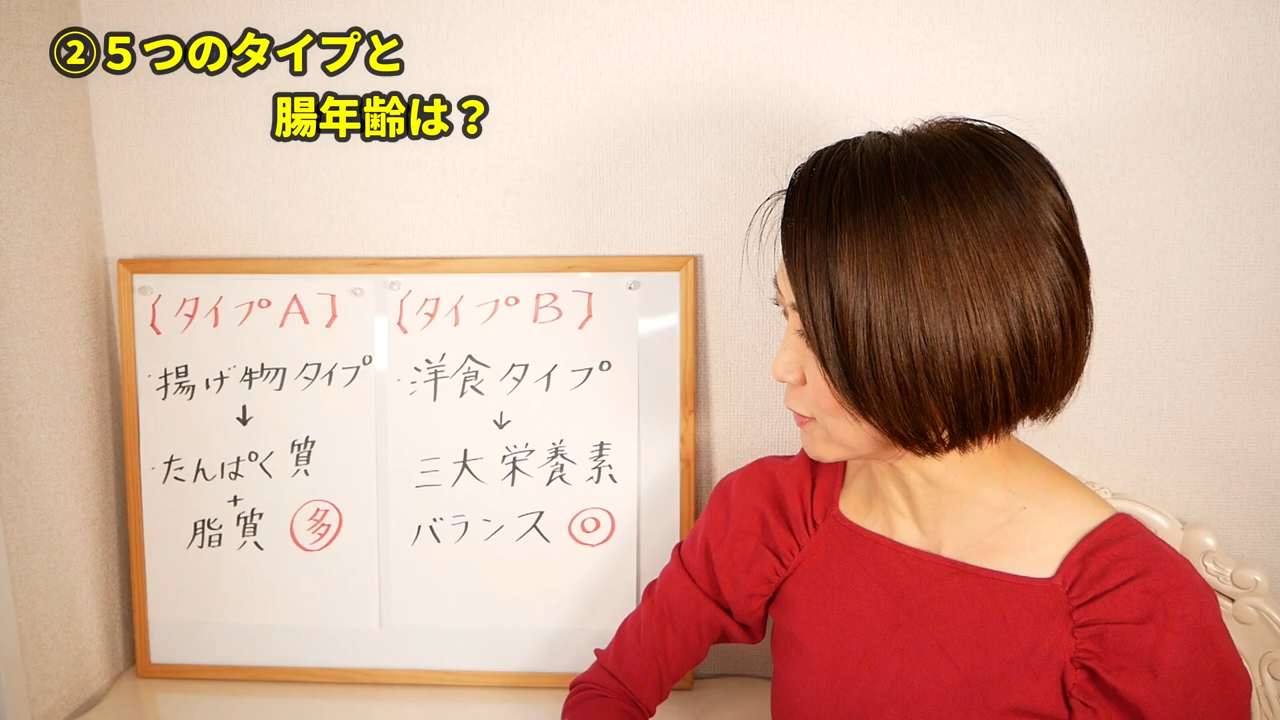 ②5つのタイプと
腸年齢は？
〔タイプA〕
・揚げ物タイプ
↓
・たんぱく質
+
脂質 多
〔タイプB〕
・洋食タイプ
↓
三大栄養素
バランス ○